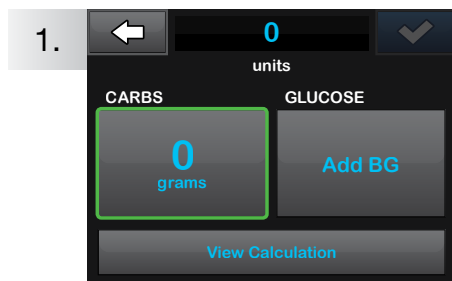 1.
0
units
CARBS GLUCOSE
0
grams
Add BG
View Calculation